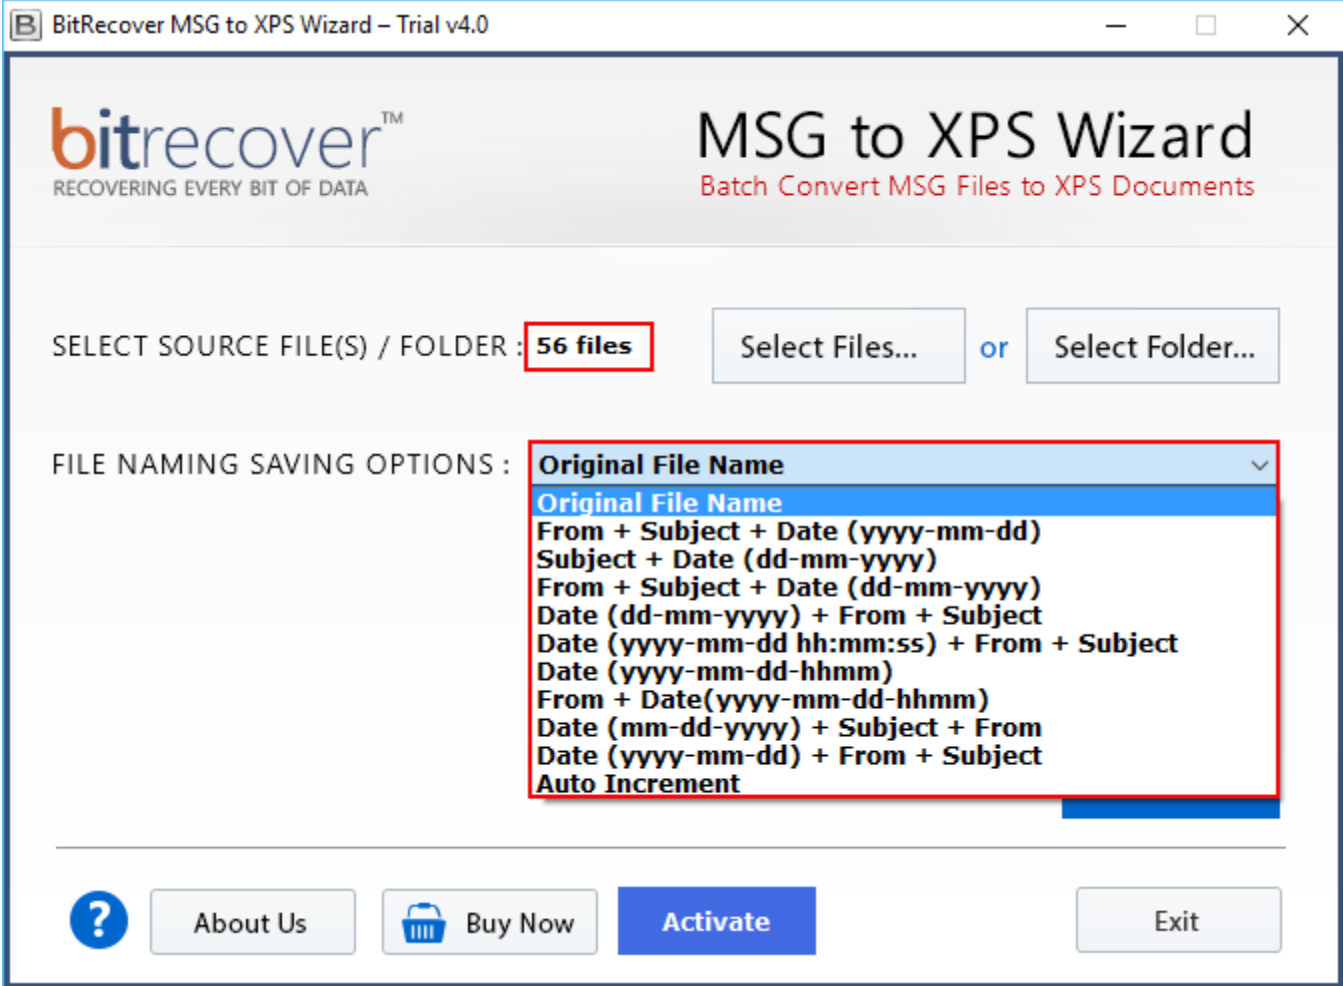 B BitRecover MSG to XPS Wizard – Trial v4.0
bitrecover™
RECOVERING EVERY BIT OF DATA
MSG to XPS Wizard
Batch Convert MSG Files to XPS Documents
SELECT SOURCE FILE(S) / FOLDER : 56 files Select Files... or Select Folder...
FILE NAMING SAVING OPTIONS : Original File Name
Original File Name
From + Subject + Date (yyyy-mm-dd)
Subject + Date (dd-mm-yyyy)
From + Subject + Date (dd-mm-yyyy)
Date (dd-mm-yyyy) + From + Subject
Date (yyyy-mm-dd hh:mm:ss) + From + Subject
Date (yyyy-mm-dd-hhmm)
From + Date(yyyy-mm-dd-hhmm)
Date (mm-dd-yyyy) + Subject + From
Date (yyyy-mm-dd) + From + Subject
Auto Increment
? About Us Buy Now Activate Exit